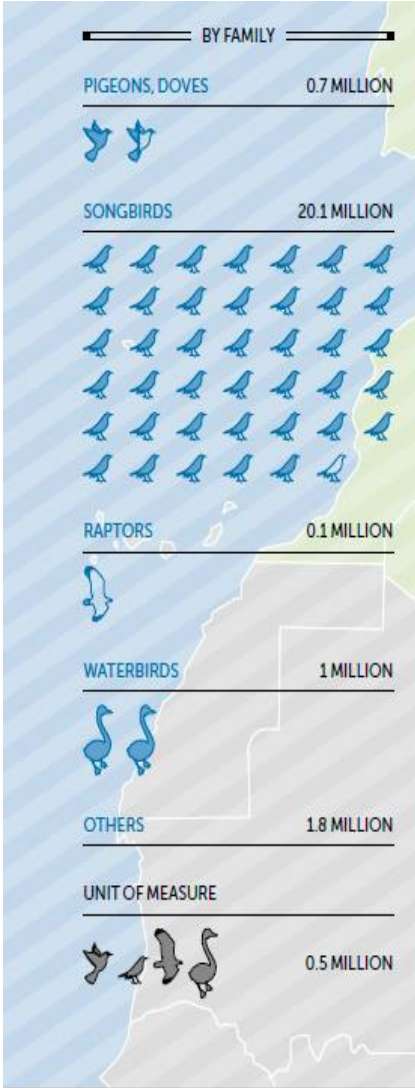 BY FAMILY
PIGEONS, DOVES 0.7 MILLION
SONGBIRDS 20.1 MILLION
RAPTORS 0.1 MILLION
WATERBIRDS 1 MILLION
OTHERS 1.8 MILLION
UNIT OF MEASURE
0.5 MILLION